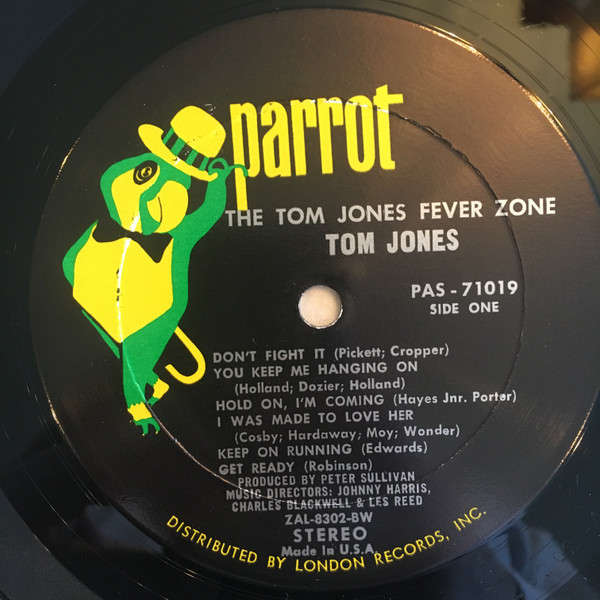 parrot
THE TOM JONES FEVER ZONE
TOM JONES
PAS - 71019
SIDE ONE
DON'T FIGHT IT (Pickett; Cropper)
YOU KEEP ME HANGING ON
(Holland; Dozier; Holland)
HOLD ON, I'M COMING (Hayes Jnr. Porter)
I WAS MADE TO LOVE HER
(Cosby; Hardaway; Moy; Wonder)
KEEP ON RUNNING (Edwards)
GET READY (Robinson)
PRODUCED BY PETER SULLIVAN
MUSIC DIRECTORS: JOHNNY HARRIS,
CHARLES BLACKWELL & LES REED
ZAL-8302-BW
STEREO
Made in U.S.A.
DISTRIBUTED BY LONDON RECORDS, INC.